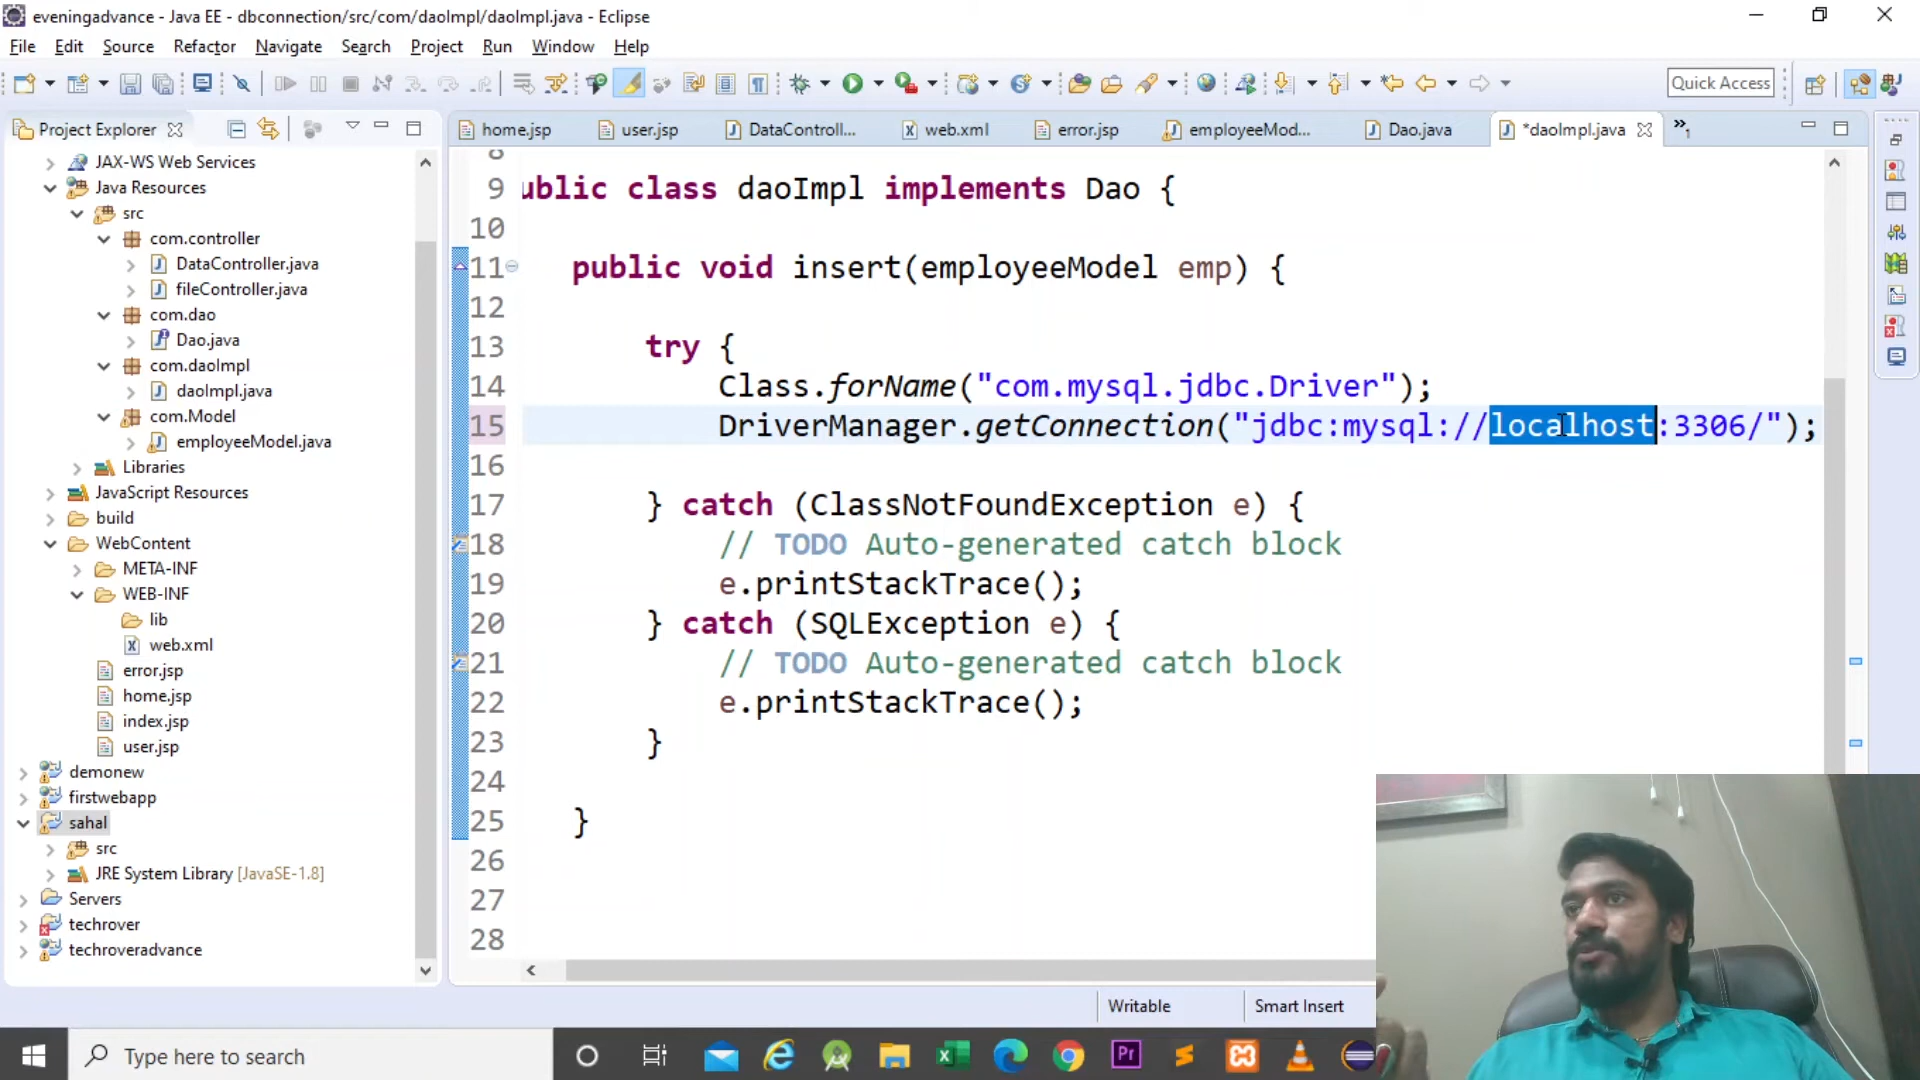 eveningadvance - Java EE - dbconnection/src/com/daoImpl/daoImpl.java - Eclipse
File Edit Source Refactor Navigate Search Project Run Window Help
Quick Access
Project Explorer
home.jsp user.jsp DataControll... web.xml error.jsp employeeMod... Dao.java *daoImpl.java »1
JAX-WS Web Services
Java Resources
src
com.controller
DataController.java
fileController.java
com.dao
Dao.java
com.daoImpl
daoImpl.java
com.Model
employeeModel.java
Libraries
JavaScript Resources
build
WebContent
META-INF
WEB-INF
lib
web.xml
error.jsp
home.jsp
index.jsp
user.jsp
demonew
firstwebapp
sahal
src
JRE System Library [JavaSE-1.8]
Servers
techrover
techroveradvance
8
9 ublic class daoImpl implements Dao {
10
11 public void insert(employeeModel emp) {
12
13 try {
14 Class.forName("com.mysql.jdbc.Driver");
15 DriverManager.getConnection("jdbc:mysql://localhost:3306/");
16
17 } catch (ClassNotFoundException e) {
18 // TODO Auto-generated catch block
19 e.printStackTrace();
20 } catch (SQLException e) {
21 // TODO Auto-generated catch block
22 e.printStackTrace();
23 }
24
25 }
26
27
28
Writable Smart Insert
Type here to search
Pr